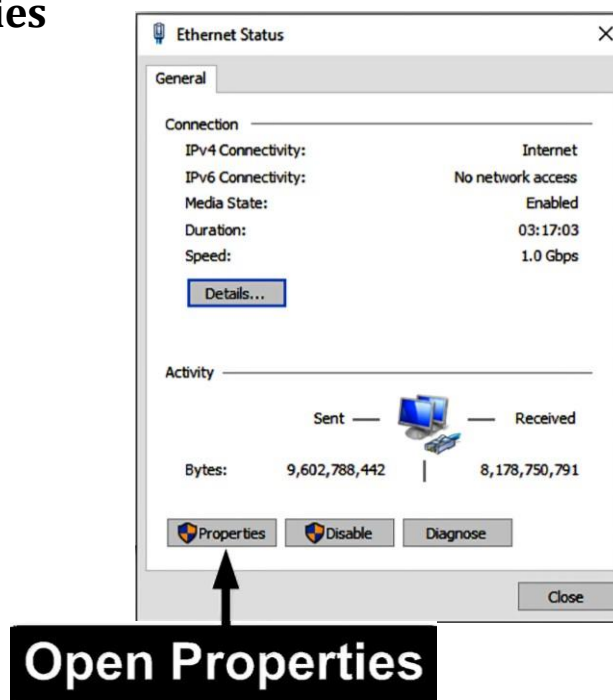 ies
Ethernet Status
General
Connection
IPv4 Connectivity: Internet
IPv6 Connectivity: No network access
Media State: Enabled
Duration: 03:17:03
Speed: 1.0 Gbps
Details...
Activity
Sent — — Received
Bytes: 9,602,788,442 | 8,178,750,791
Properties Disable Diagnose
Close
Open Properties